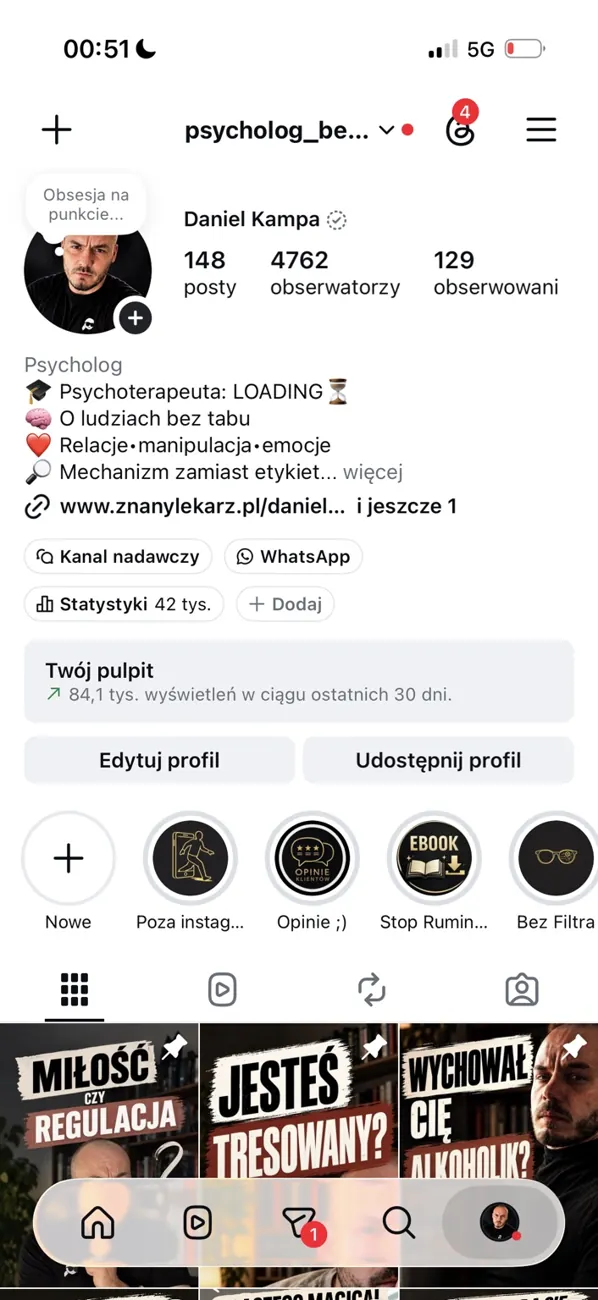 00:51
5G
psycholog_be...
4
Obsesja na
punkcie...
Daniel Kampa
148 4762 129
posty obserwatorzy obserwowani
Psycholog
Psychoterapeuta: LOADING
O ludziach bez tabu
Relacje•manipulacja•emocje
Mechanizm zamiast etykiet... więcej
www.znanylekarz.pl/daniel... i jeszcze 1
Kanał nadawczy WhatsApp
Statystyki 42 tys. + Dodaj
Twój pulpit
84,1 tys. wyświetleń w ciągu ostatnich 30 dni.
Edytuj profil Udostępnij profil
OPINIE
KLIENTÓW
EBOOK
Nowe Poza instag... Opinie ;) Stop Rumin... Bez Filtra
MIŁOŚĆ
CZY
REGULACJA
?
JESTEŚ
TRESOWANY?
WYCHOWAŁ
CIĘ
ALKOHOLIK?
1